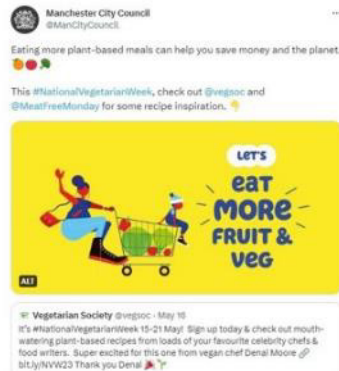 Manchester City Council
@ManCityCouncil
Eating more plant-based meals can help you save money and the planet
This #NationalVegetarianWeek, check out @vegsoc and
@MeatFreeMonday for some recipe inspiration.
LET'S
eaT
MORE
FRUIT &
VeG
ALT
Vegetarian Society @vegsoc · May 16
It's #NationalVegetarianWeek 15-21 May! Sign up today & check out mouth-
watering plant-based recipes from loads of your favourite celebrity chefs &
food writers. Super excited for this one from vegan chef Denai Moore
bit.ly/NVW23 Thank you Denai